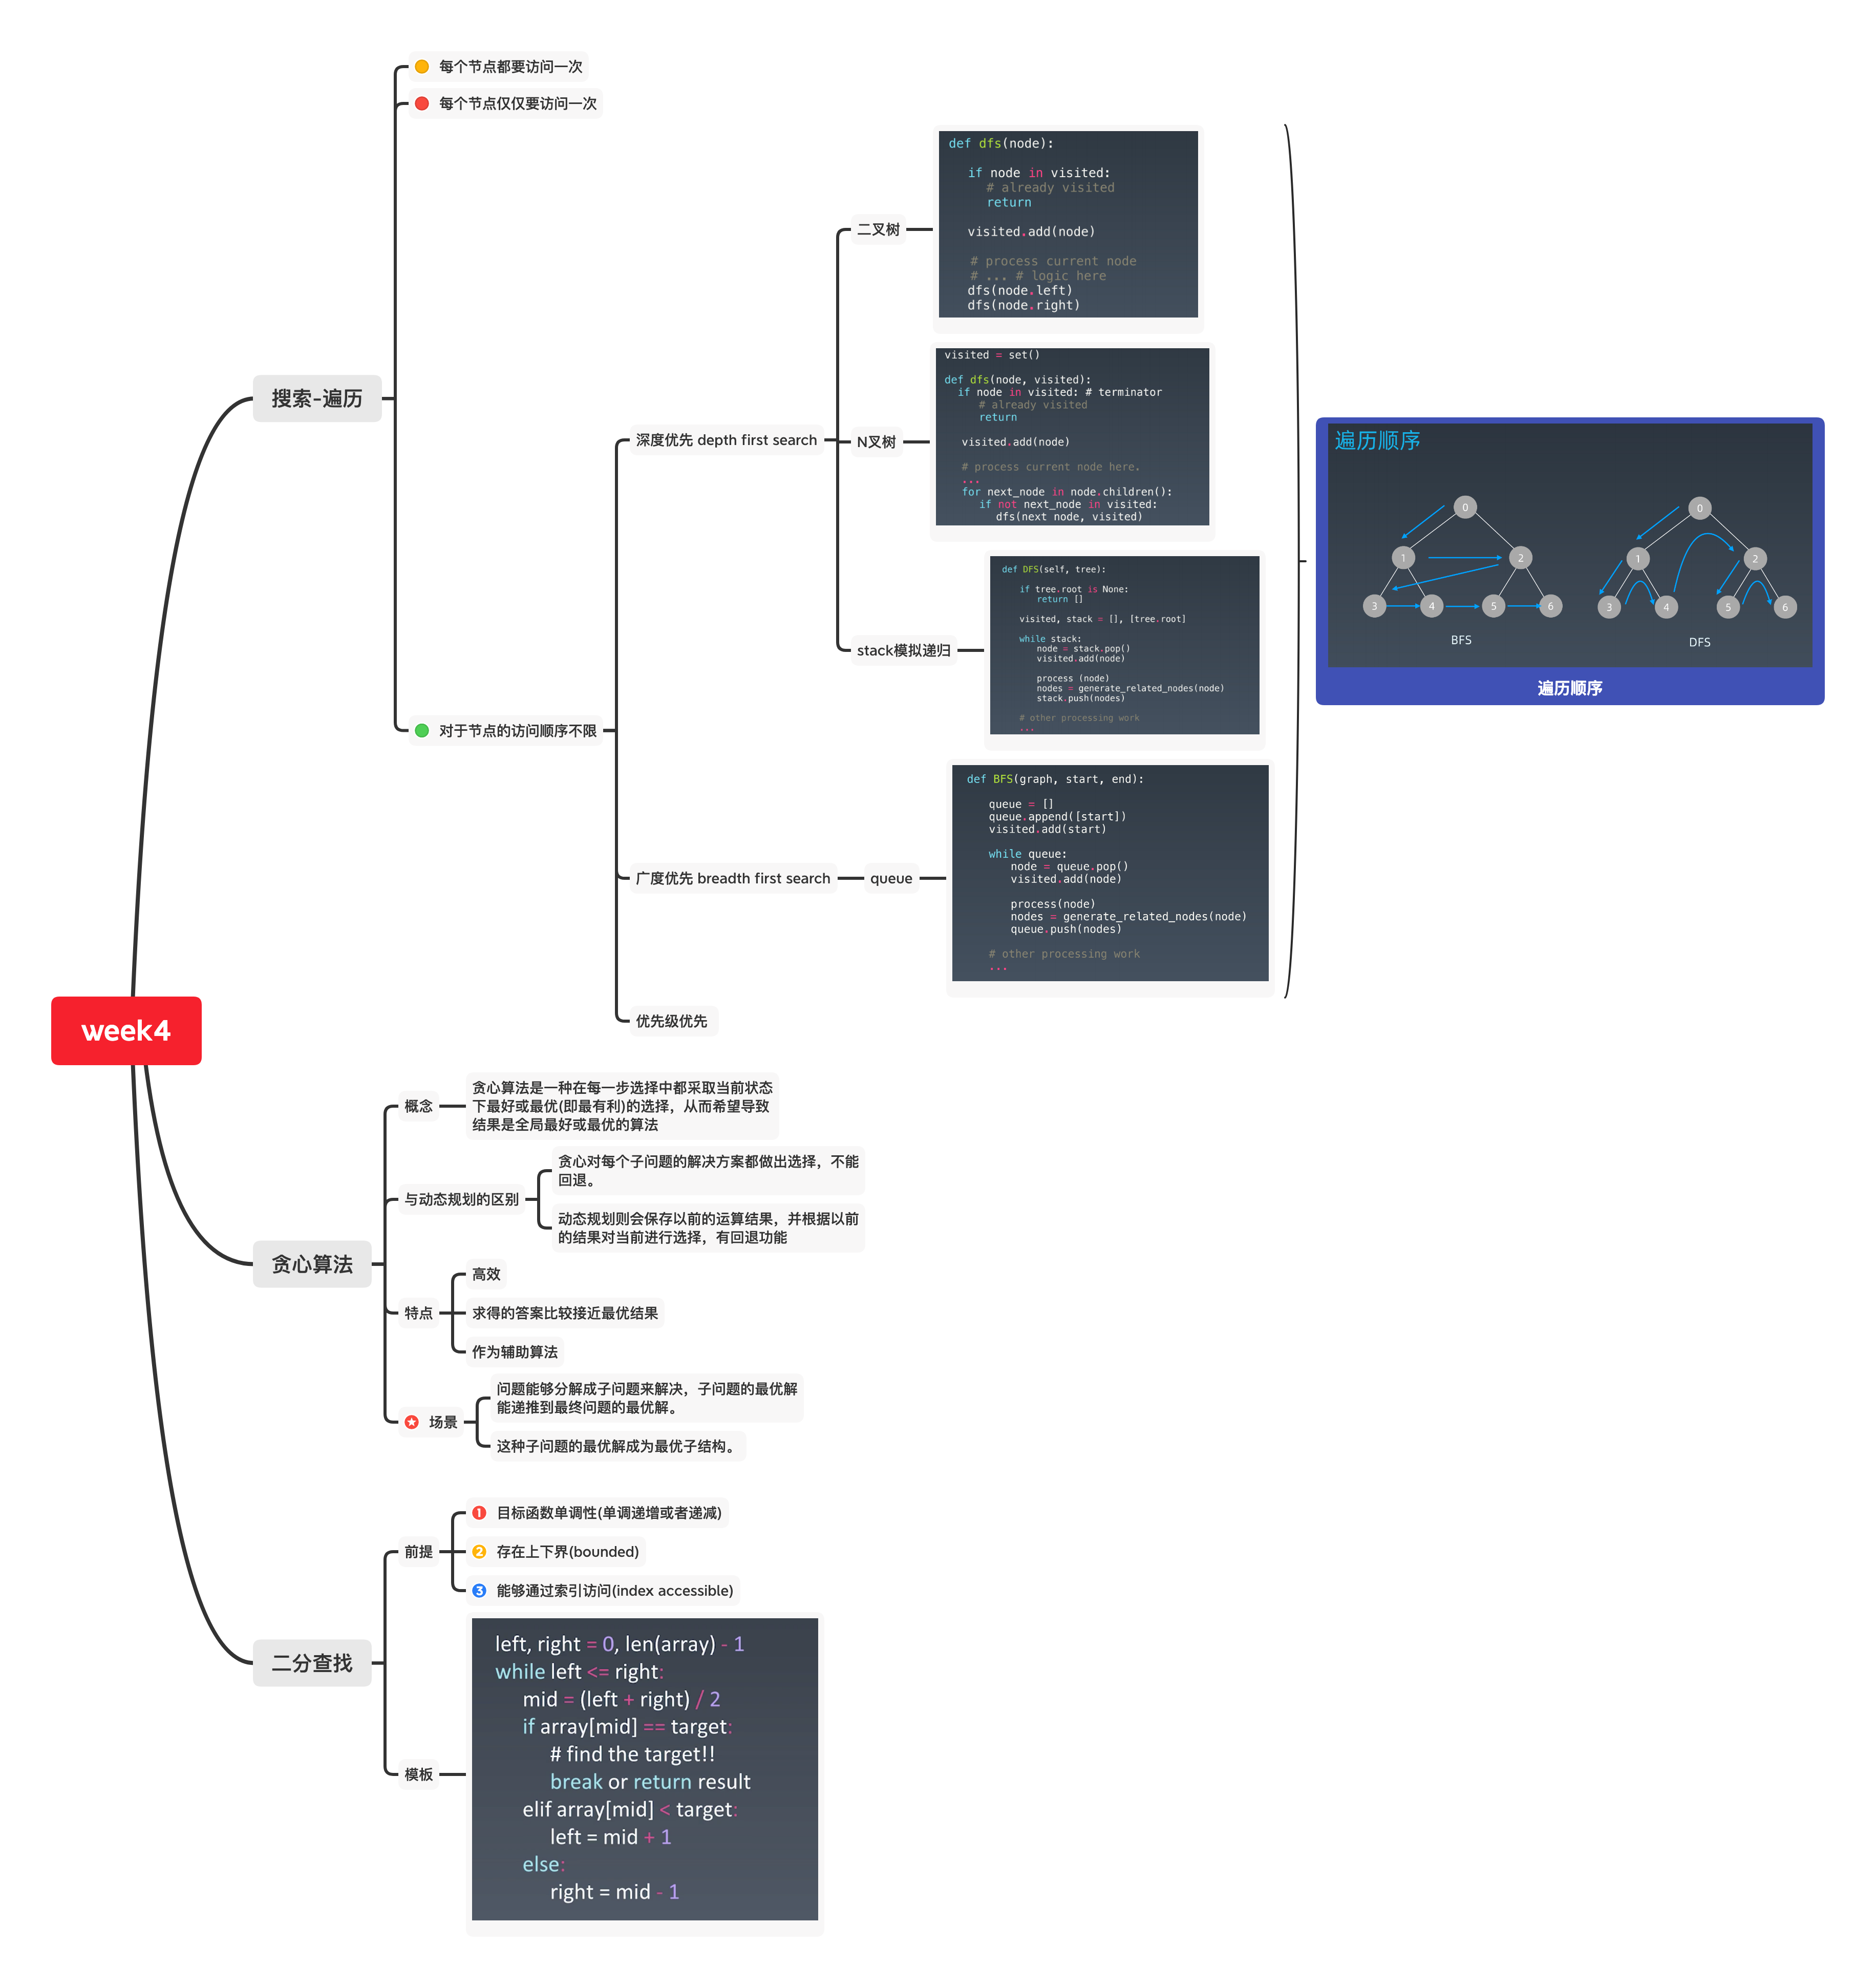 week4
搜索-遍历
每个节点都要访问一次
每个节点仅仅要访问一次
对于节点的访问顺序不限
深度优先 depth first search
二叉树
def dfs(node):
if node in visited:
# already visited
return
visited.add(node)
# process current node
# ... # logic here
dfs(node.left)
dfs(node.right)
N叉树
visited = set()
def dfs(node, visited):
if node in visited: # terminator
# already visited
return
visited.add(node)
# process current node here.
...
for next_node in node.children():
if not next_node in visited:
dfs(next node, visited)
stack模拟递归
def DFS(self, tree):
if tree.root is None:
return []
visited, stack = [], [tree.root]
while stack:
node = stack.pop()
visited.add(node)
process (node)
nodes = generate_related_nodes(node)
stack.push(nodes)
# other processing work
...
广度优先 breadth first search
queue
def BFS(graph, start, end):
queue = []
queue.append([start])
visited.add(start)
while queue:
node = queue.pop()
visited.add(node)
process(node)
nodes = generate_related_nodes(node)
queue.push(nodes)
# other processing work
...
优先级优先
遍历顺序
0
1
2
3
4
5
6
BFS
0
1
2
3
4
5
6
DFS
遍历顺序
贪心算法
概念
贪心算法是一种在每一步选择中都采取当前状态
下最好或最优(即最有利)的选择，从而希望导致
结果是全局最好或最优的算法
与动态规划的区别
贪心对每个子问题的解决方案都做出选择，不能
回退。
动态规划则会保存以前的运算结果，并根据以前
的结果对当前进行选择，有回退功能
特点
高效
求得的答案比较接近最优结果
作为辅助算法
场景
问题能够分解成子问题来解决，子问题的最优解
能递推到最终问题的最优解。
这种子问题的最优解成为最优子结构。
二分查找
前提
1 目标函数单调性(单调递增或者递减)
2 存在上下界(bounded)
3 能够通过索引访问(index accessible)
模板
left, right = 0, len(array) - 1
while left <= right:
mid = (left + right) / 2
if array[mid] == target:
# find the target!!
break or return result
elif array[mid] < target:
left = mid + 1
else:
right = mid - 1